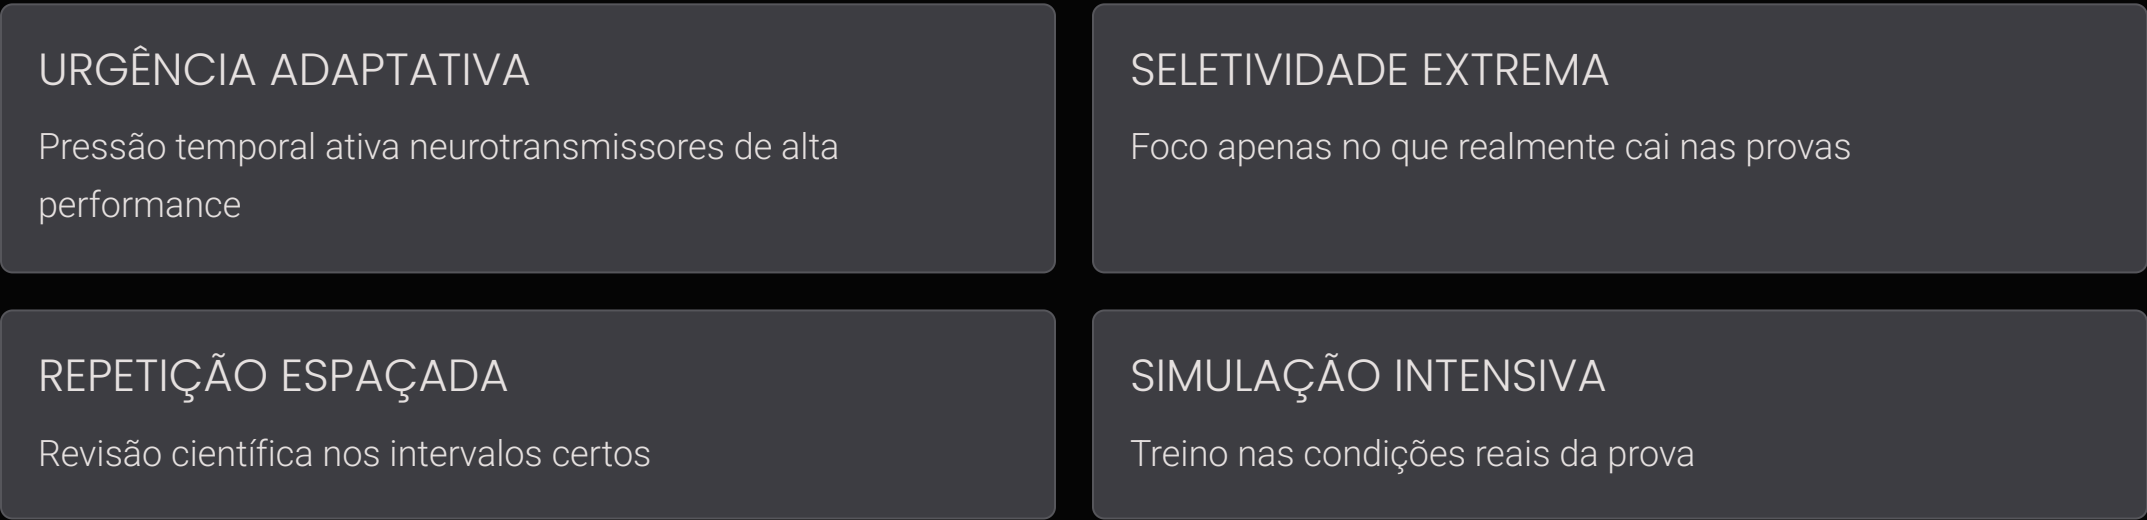 URGÊNCIA ADAPTATIVA
Pressão temporal ativa neurotransmissores de alta
performance
SELETIVIDADE EXTREMA
Foco apenas no que realmente cai nas provas
REPETIÇÃO ESPAÇADA
Revisão científica nos intervalos certos
SIMULAÇÃO INTENSIVA
Treino nas condições reais da prova